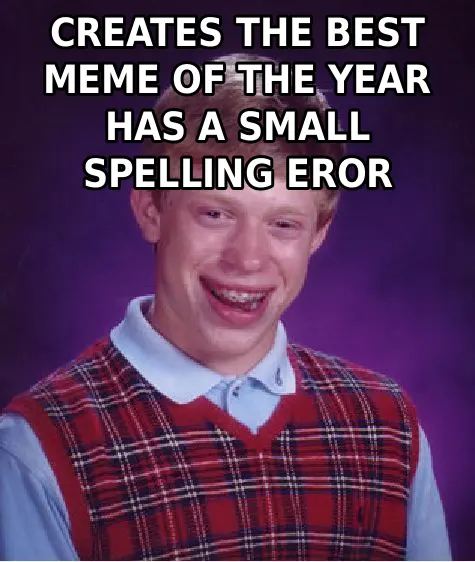 CREATES THE BEST
MEME OF THE YEAR
HAS A SMALL
SPELLING EROR